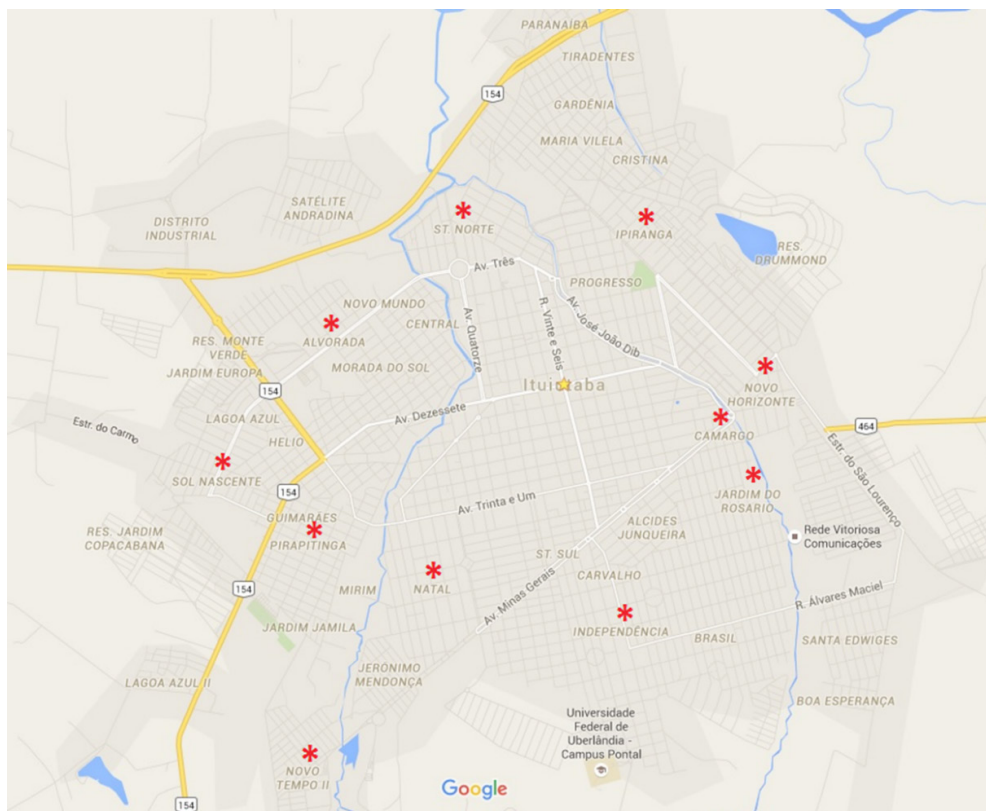 PARANAIBA
TIRADENTES
154
GARDÊNIA
MARIA VILELA
CRISTINA
SATÉLITE
ANDRADINA
DISTRITO
INDUSTRIAL
ST. NORTE
IPIRANGA
RES.
DRUMMOND
Av. Três
PROGRESSO
NOVO MUNDO
CENTRAL
Av. Quatorze
R. Vinte e Seis
Av. José João Dib
ALVORADA
RES. MONTE
VERDE
JARDIM EUROPA
MORADA DO SOL
Ituiutaba
NOVO
HORIZONTE
154
LAGOA AZUL
Av. Dezessete
Estr. do Carmo
HELIO
CAMARGO
464
Estr. do São Lourenço
SOL NASCENTE
154
Av. Trinta e Um
JARDIM DO
ROSARIO
GUIMARÃES
PIRAPITINGA
RES. JARDIM
COPACABANA
ALCIDES
JUNQUEIRA
Rede Vitoriosa
Comunicações
ST. SUL
154
MIRIM
NATAL
CARVALHO
Av. Minas Gerais
R. Álvares Maciel
JARDIM JAMILA
INDEPENDÊNCIA
BRASIL
SANTA EDWIGES
JERÔNIMO
MENDONÇA
LAGOA AZUL II
BOA ESPERANÇA
Universidade
Federal de
Uberlândia -
Campus Pontal
NOVO
TEMPO II
Google
154